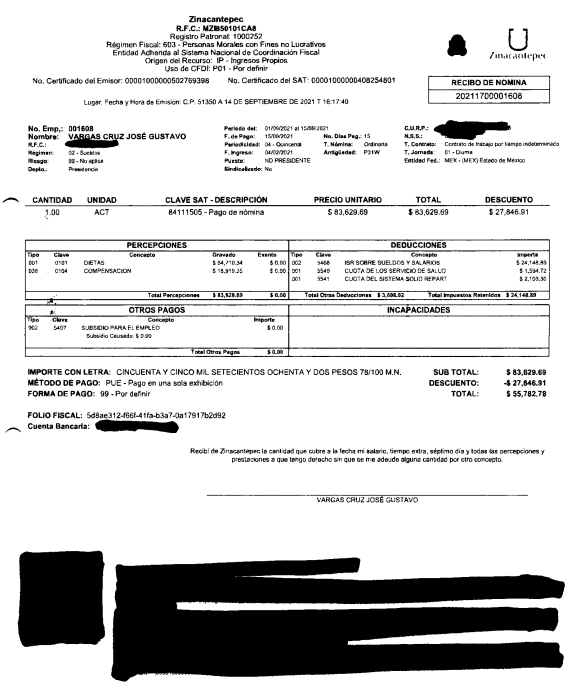 Zinacantepec
R.F.C.: MZI850101CA8
Registro Patronal: 1000252
Régimen Fiscal: 603 - Personas Morales con Fines no Lucrativos
Entidad Adherida al Sistema Nacional de Coordinación Fiscal
Origen del Recurso: IP - Ingresos Propios
Uso de CFDI: P01 - Por definir
Zinacantepec
No. Certificado del Emisor: 00001000000502769398 No. Certificado del SAT: 00001000000408254801
RECIBO DE NOMINA
202117000001608
Lugar, Fecha y Hora de Emisión: C.P. 51350 A 14 DE SEPTIEMBRE DE 2021 T 16:17:40
No. Emp,: 001608 Periodo del: 01/09/2021 al 15/09/2021 C.U.R.P.:
Nombre: VARGAS CRUZ JOSÉ GUSTAVO F. de Pago: 15/09/2021 No. Días Pag.: 15 N.S.S.:
R.F.C.: Periodicidad: 04 - Quincenal T. Nómina: Ordinaria T. Contrato: Contrato de trabajo por tiempo indeterminado
Régimen: 02 - Sueldos F. Ingreso: 04/02/2021 Antigüedad: P31W T. Jornada: 01 - Diurna
Riesgo: 99 - No aplica Puesto: ND PRESIDENTE Entidad Fed.: MEX - (MEX) Estado de México
Depto.: Presidencia Sindicalizado: No
CANTIDAD UNIDAD CLAVE SAT - DESCRIPCIÓN PRECIO UNITARIO TOTAL DESCUENTO
1.00 ACT 84111505 - Pago de nómina $ 83,629.69 $ 83,629.69 $ 27,846.91
PERCEPCIONES DEDUCCIONES
Tipo Clave Concepto Gravado Exento Tipo Clave Concepto Importe
001 0101 DIETAS $ 64,710.34 $ 0.00 002 5408 ISR SOBRE SUELDOS Y SALARIOS $ 24,148.89
038 0104 COMPENSACION $ 18,919.35 $ 0.00 001 5540 CUOTA DE LOS SERVICIO DE SALUD $ 1,594.72
001 5541 CUOTA DEL SISTEMA SOLID REPART $ 2,103.30
Total Percepciones $ 83,629.69 $ 0.00 Total Otras Deducciones $ 3,698.02 Total Impuestos Retenidos $ 24,148.89
OTROS PAGOS INCAPACIDADES
Tipo Clave Concepto Importe
002 5407 SUBSIDIO PARA EL EMPLEO $ 0.00
Subsidio Causado: $ 0.00
Total Otros Pagos $ 0.00
IMPORTE CON LETRA: CINCUENTA Y CINCO MIL SETECIENTOS OCHENTA Y DOS PESOS 78/100 M.N. SUB TOTAL: $ 83,629.69
MÉTODO DE PAGO: PUE - Pago en una sola exhibición DESCUENTO: -$ 27,846.91
FORMA DE PAGO: 99 - Por definir TOTAL: $ 55,782.78
FOLIO FISCAL: 5d8ae312-f66f-41fa-b3a7-0a17917b2d92
Cuenta Bancaria:
Recibí de Zinacantepec la cantidad que cubre a la fecha mi salario, tiempo extra, séptimo día y todas las percepciones y
prestaciones a que tengo derecho sin que se me adeude alguna cantidad por otro concepto.
VARGAS CRUZ JOSÉ GUSTAVO